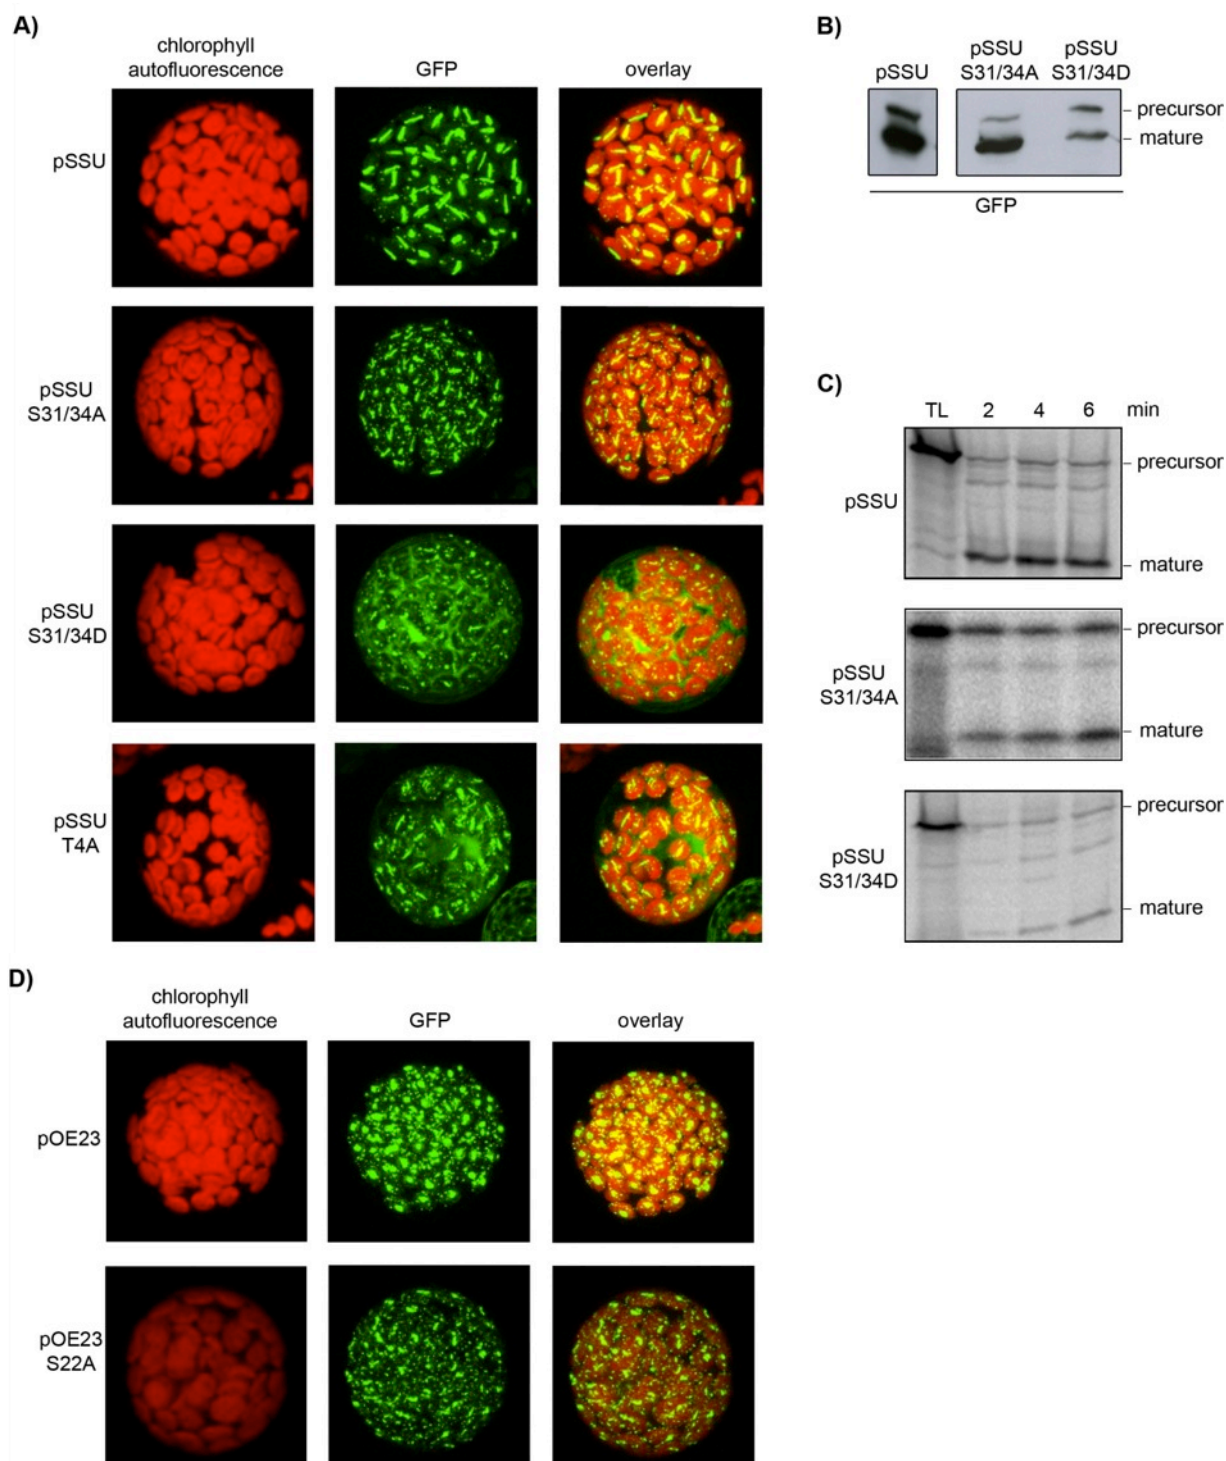 A)
chlorophyll
autofluorescence
GFP
overlay
pSSU
pSSU
S31/34A
pSSU
S31/34D
pSSU
T4A
B)
pSSU
pSSU
S31/34A
pSSU
S31/34D
precursor
mature
GFP
C)
TL 2 4 6 min
pSSU
precursor
mature
pSSU
S31/34A
precursor
mature
pSSU
S31/34D
precursor
mature
D)
chlorophyll
autofluorescence
GFP
overlay
pOE23
pOE23
S22A